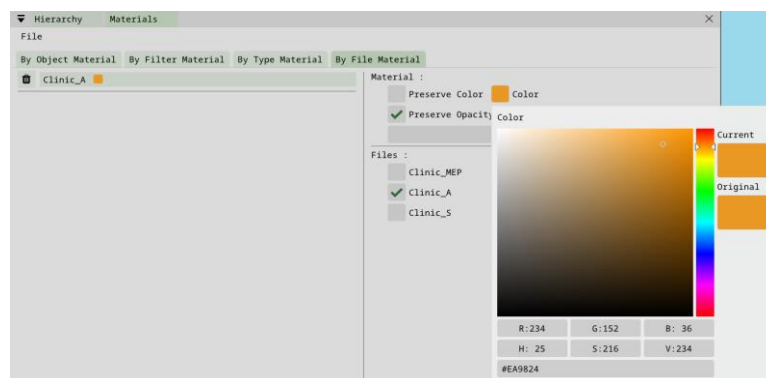 Hierarchy Materials
File
By Object Material By Filter Material By Type Material By File Material
Clinic_A
Material :
Preserve Color Color
Preserve Opacity
Color
Current
Original
Files :
Clinic_MEP
Clinic_A
Clinic_S
R:234 G:152 B: 36
H: 25 S:216 V:234
#EA9824